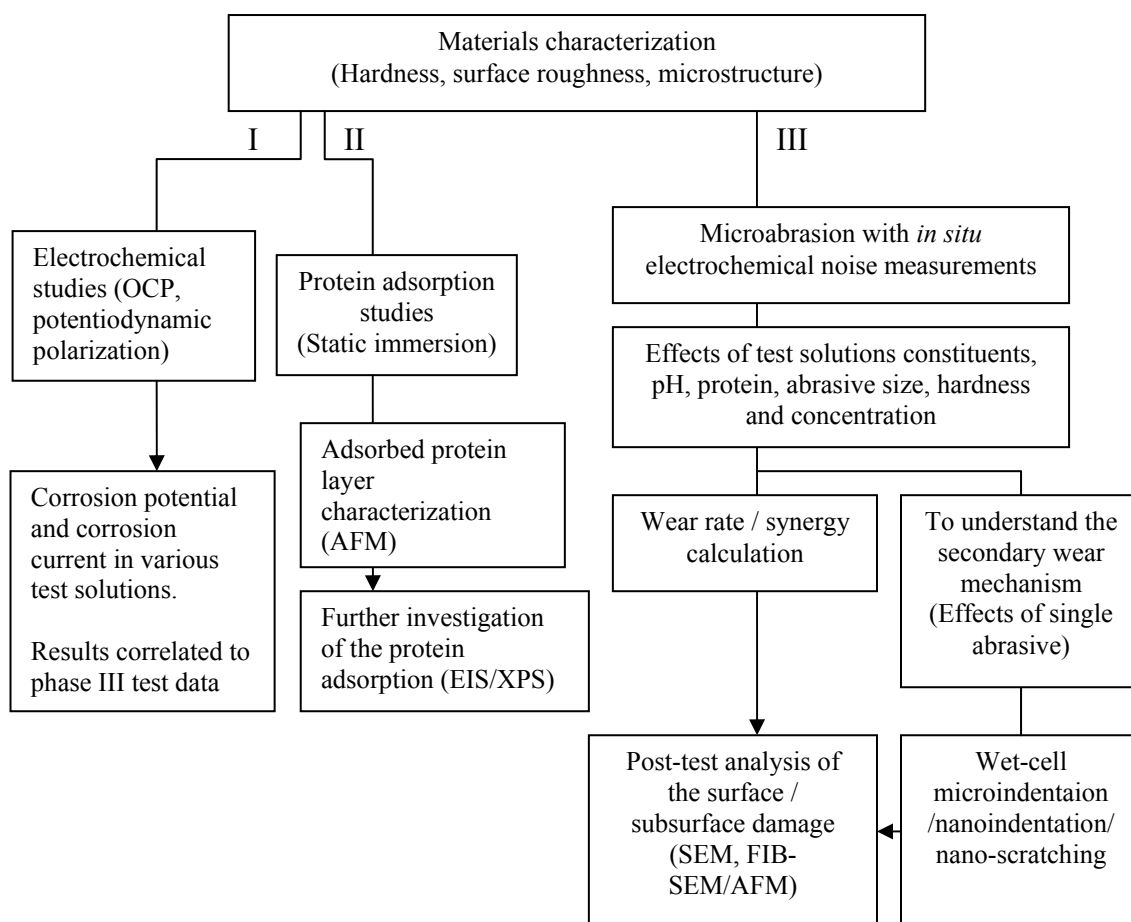 Materials characterization
(Hardness, surface roughness, microstructure)
I
II
III
Electrochemical
studies (OCP,
potentiodynamic
polarization)
Corrosion potential
and corrosion
current in various
test solutions.
Results correlated to
phase III test data
Protein adsorption
studies
(Static immersion)
Adsorbed protein
layer
characterization
(AFM)
Further investigation
of the protein
adsorption (EIS/XPS)
Microabrasion with in situ
electrochemical noise measurements
Effects of test solutions constituents,
pH, protein, abrasive size, hardness
and concentration
Wear rate / synergy
calculation
To understand the
secondary wear
mechanism
(Effects of single
abrasive)
Post-test analysis of
the surface /
subsurface damage
(SEM, FIB-
SEM/AFM)
Wet-cell
microindentaion
/nanoindentation/
nano-scratching